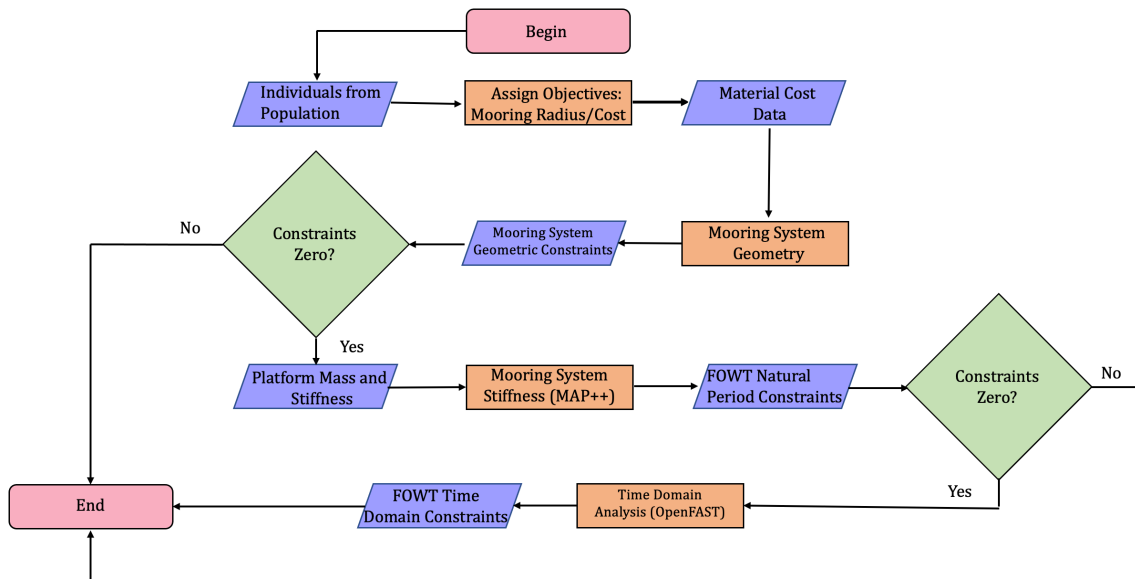 Begin
Individuals from
Population
Assign Objectives:
Mooring Radius/Cost
Material Cost
Data
No
Constraints
Zero?
Mooring System
Geometric Constraints
Mooring System
Geometry
Yes
Platform Mass and
Stiffness
Mooring System
Stiffness (MAP++)
FOWT Natural
Period Constraints
Constraints
Zero?
No
Yes
End
FOWT Time
Domain Constraints
Time Domain
Analysis (OpenFAST)